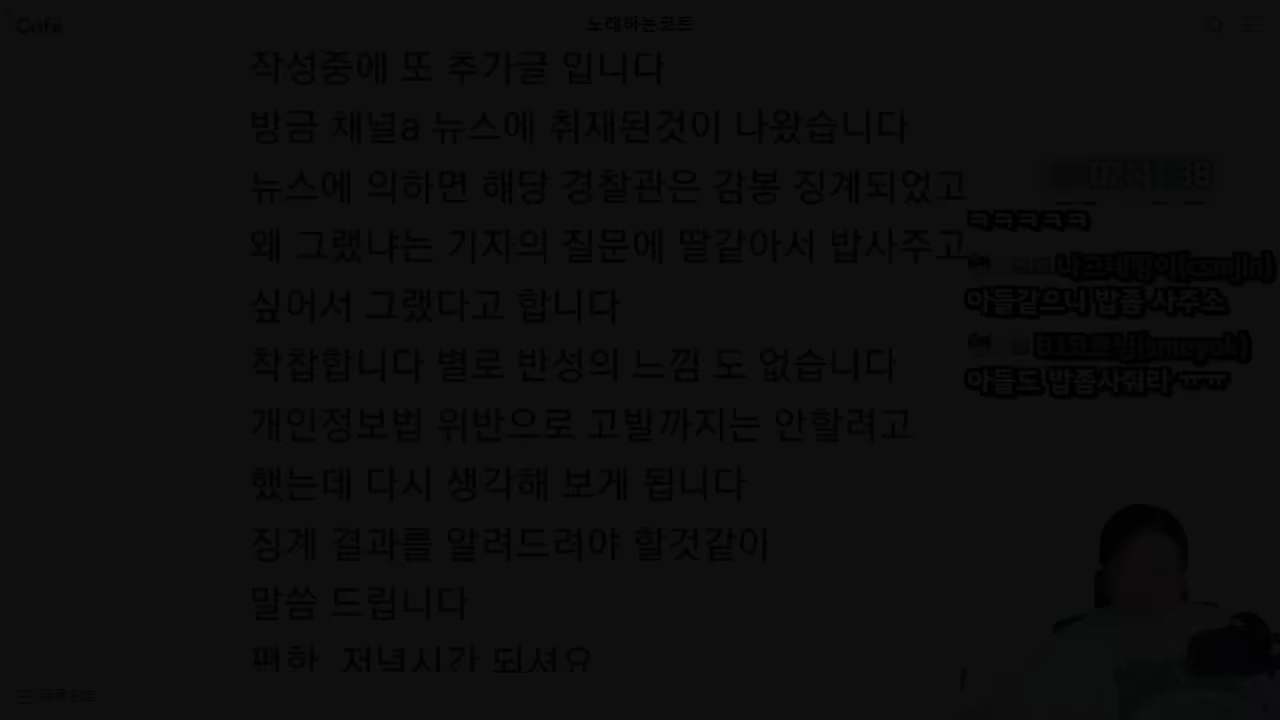 Cafe
노래하는코트
작성중에 또 추가글 입니다
방금 채널a 뉴스에 취재된것이 나왔습니다
뉴스에 의하면 해당 경찰관은 감봉 징계되었고
왜 그랬냐는 기자의 질문에 딸같아서 밥사주고
싶어서 그랬다고 합니다
착찹합니다 별로 반성의 느낌 도 없습니다
개인정보법 위반으로 고발까지는 안할려고
했는데 다시 생각해 보게 됩니다
징계 결과를 알려드려야 할것같이
말씀 드립니다
편한 저녁시간 되셔요
ㅋㅋㅋㅋㅋ
아들같으니 밥좀 사주소
아들도 밥좀사줘라 ㅠㅠ